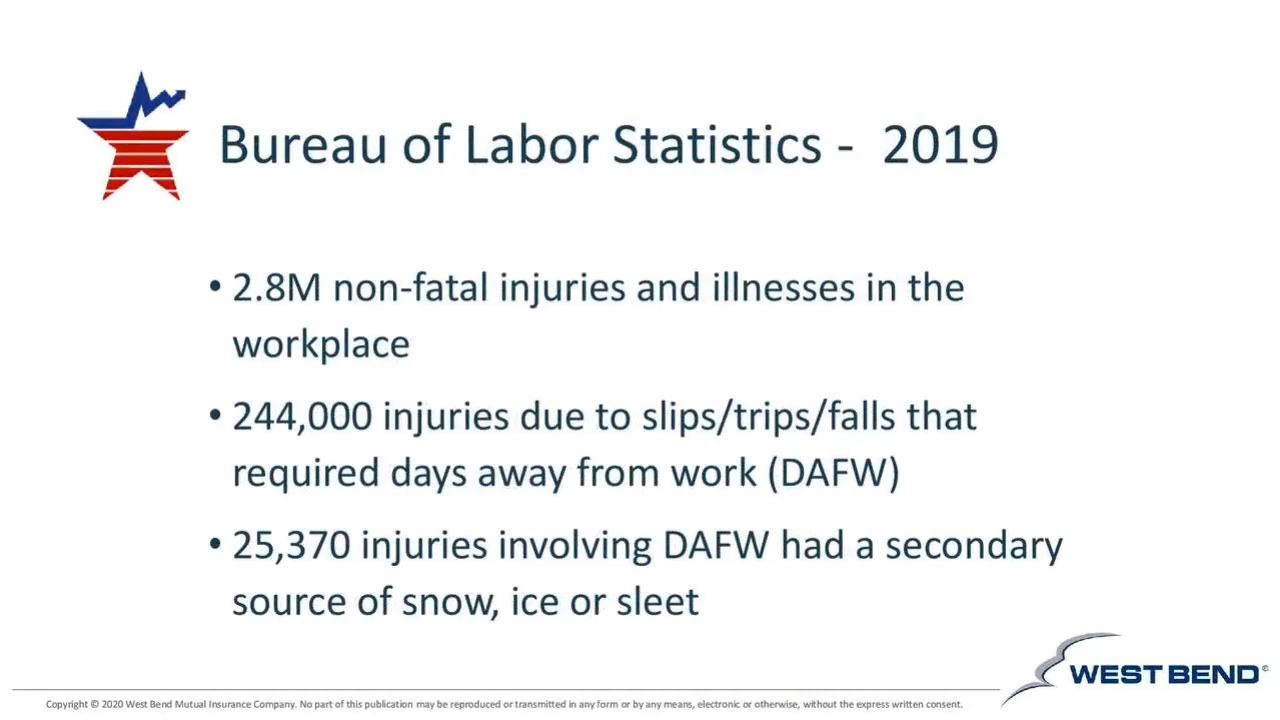 Bureau of Labor Statistics - 2019
• 2.8M non-fatal injuries and illnesses in the
workplace
• 244,000 injuries due to slips/trips/falls that
required days away from work (DAFW)
• 25,370 injuries involving DAFW had a secondary
source of snow, ice or sleet
WEST BEND®
Copyright © 2020 West Bend Mutual Insurance Company. No part of this publication may be reproduced or transmitted in any form or by any means, electronic or otherwise, without the express written consent.